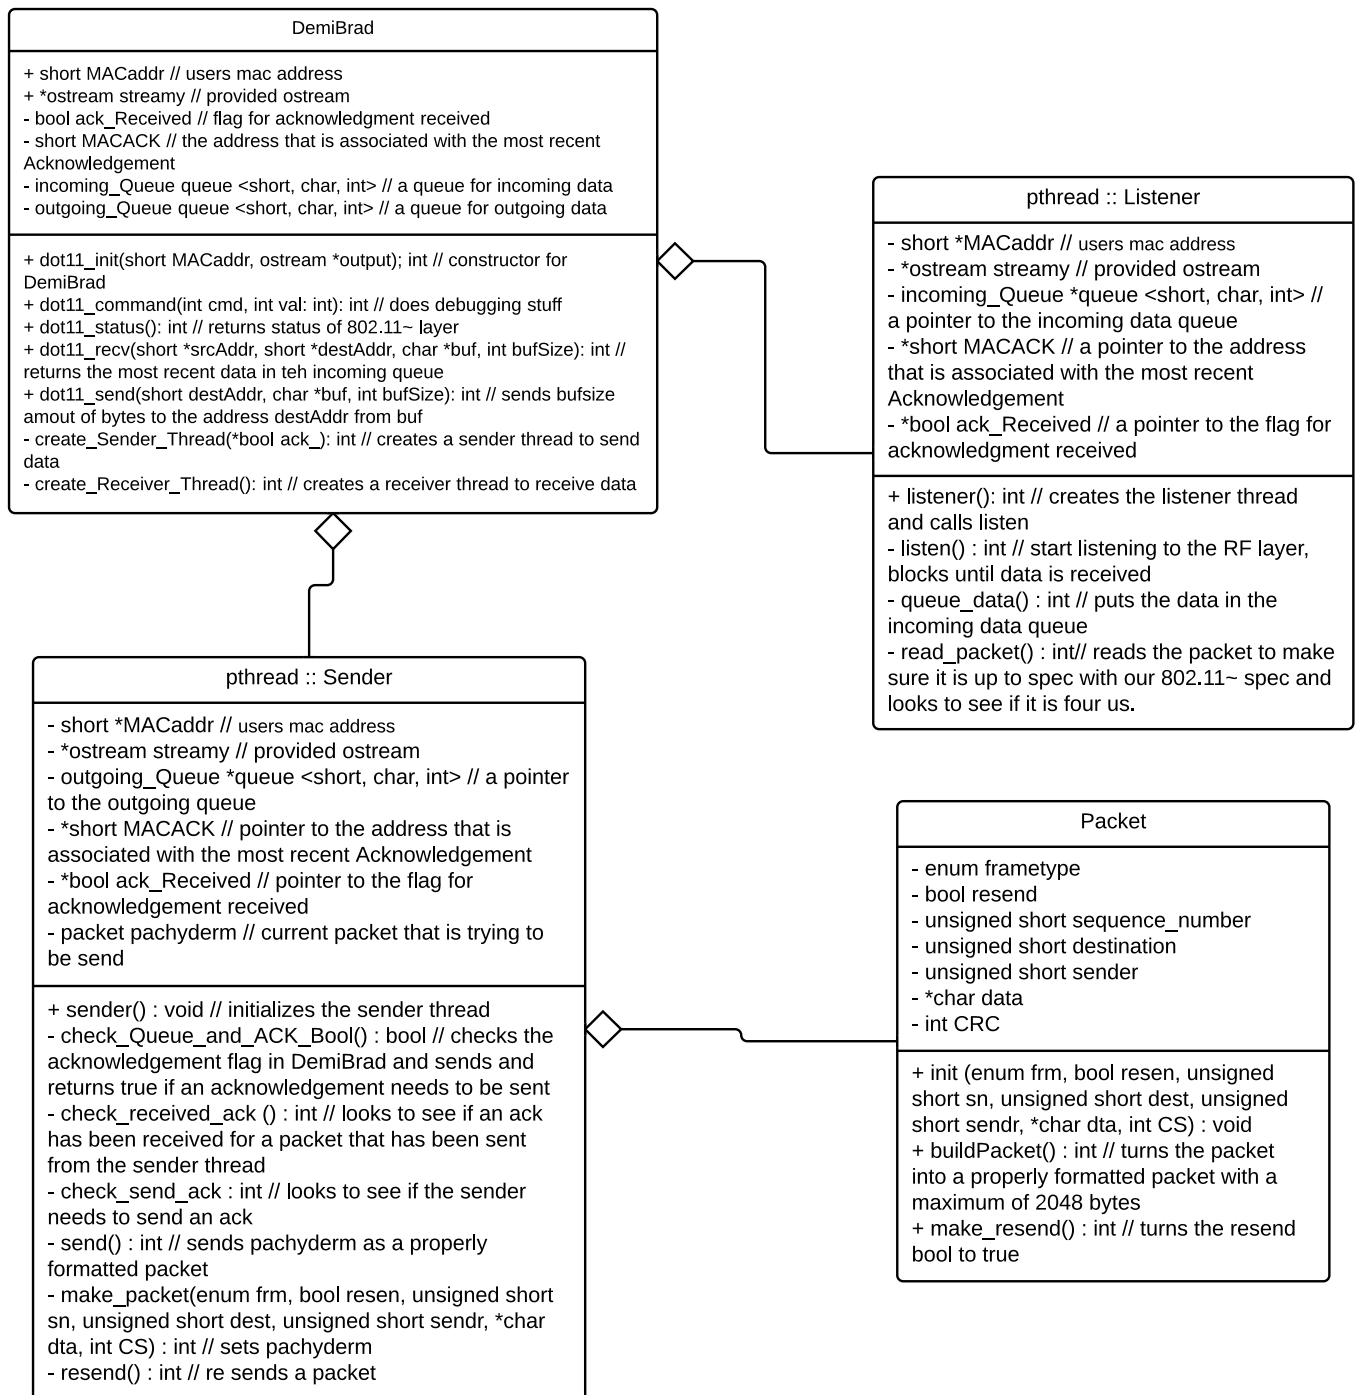 DemiBrad
+ short MACaddr // users mac address
+ *ostream streamy // provided ostream
- bool ack_Received // flag for acknowledgment received
- short MACACK // the address that is associated with the most recent
Acknowledgement
- incoming_Queue queue <short, char, int> // a queue for incoming data
- outgoing_Queue queue <short, char, int> // a queue for outgoing data
+ dot11_init(short MACaddr, ostream *output); int // constructor for
DemiBrad
+ dot11_command(int cmd, int val: int): int // does debugging stuff
+ dot11_status(): int // returns status of 802.11~ layer
+ dot11_recv(short *srcAddr, short *destAddr, char *buf, int bufSize): int //
returns the most recent data in teh incoming queue
+ dot11_send(short destAddr, char *buf, int bufSize): int // sends bufsize
amout of bytes to the address destAddr from buf
- create_Sender_Thread(*bool ack_): int // creates a sender thread to send
data
- create_Receiver_Thread(): int // creates a receiver thread to receive data
pthread :: Listener
- short *MACaddr // users mac address
- *ostream streamy // provided ostream
- incoming_Queue *queue <short, char, int> //
a pointer to the incoming data queue
- *short MACACK // a pointer to the address
that is associated with the most recent
Acknowledgement
- *bool ack_Received // a pointer to the flag for
acknowledgment received
+ listener(): int // creates the listener thread
and calls listen
- listen() : int // start listening to the RF layer,
blocks until data is received
- queue_data() : int // puts the data in the
incoming data queue
- read_packet() : int// reads the packet to make
sure it is up to spec with our 802.11~ spec and
looks to see if it is four us.
pthread :: Sender
- short *MACaddr // users mac address
- *ostream streamy // provided ostream
- outgoing_Queue *queue <short, char, int> // a pointer
to the outgoing queue
- *short MACACK // pointer to the address that is
associated with the most recent Acknowledgement
- *bool ack_Received // pointer to the flag for
acknowledgement received
- packet pachyderm // current packet that is trying to
be send
+ sender() : void // initializes the sender thread
- check_Queue_and_ACK_Bool() : bool // checks the
acknowledgement flag in DemiBrad and sends and
returns true if an acknowledgement needs to be sent
- check_received_ack () : int // looks to see if an ack
has been received for a packet that has been sent
from the sender thread
- check_send_ack : int // looks to see if the sender
needs to send an ack
- send() : int // sends pachyderm as a properly
formatted packet
- make_packet(enum frm, bool resen, unsigned short
sn, unsigned short dest, unsigned short sendr, *char
dta, int CS) : int // sets pachyderm
- resend() : int // re sends a packet
Packet
- enum frametype
- bool resend
- unsigned short sequence_number
- unsigned short destination
- unsigned short sender
- *char data
- int CRC
+ init (enum frm, bool resen, unsigned
short sn, unsigned short dest, unsigned
short sendr, *char dta, int CS) : void
+ buildPacket() : int // turns the packet
into a properly formatted packet with a
maximum of 2048 bytes
+ make_resend() : int // turns the resend
bool to true